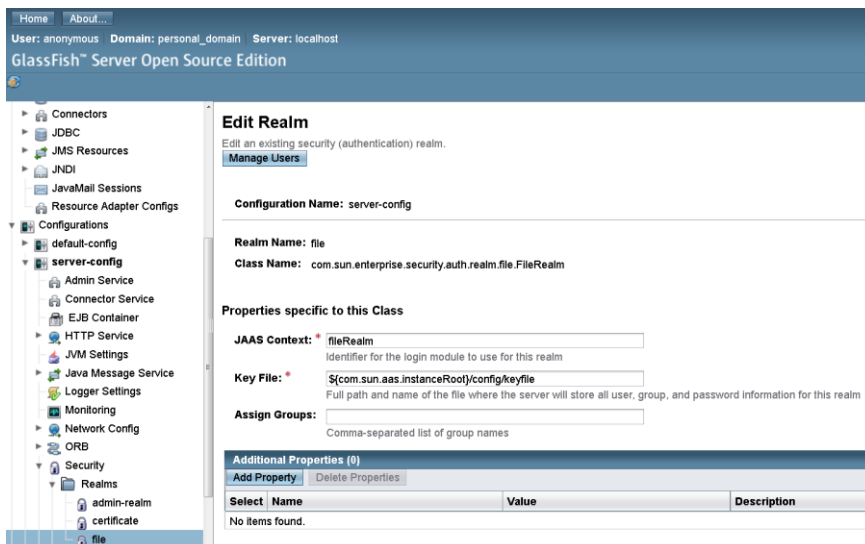 Home About...
User: anonymous Domain: personal_domain Server: localhost
GlassFish™ Server Open Source Edition
Connectors
JDBC
JMS Resources
JNDI
JavaMail Sessions
Resource Adapter Configs
Configurations
default-config
server-config
Admin Service
Connector Service
EJB Container
HTTP Service
JVM Settings
Java Message Service
Logger Settings
Monitoring
Network Config
ORB
Security
Realms
admin-realm
certificate
file
Edit Realm
Edit an existing security (authentication) realm.
Manage Users
Configuration Name: server-config
Realm Name: file
Class Name: com.sun.enterprise.security.auth.realm.file.FileRealm
Properties specific to this Class
JAAS Context: * fileRealm
Identifier for the login module to use for this realm
Key File: * ${com.sun.aas.instanceRoot}/config/keyfile
Full path and name of the file where the server will store all user, group, and password information for this realm
Assign Groups:
Comma-separated list of group names
Additional Properties (0)
Add Property Delete Properties
Select Name Value Description
No items found.